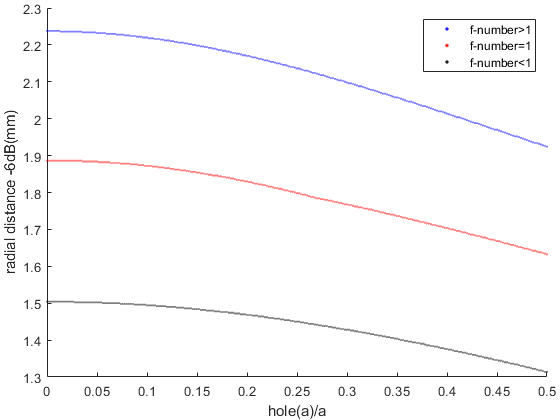 2.3
2.2
2.1
2
1.9
1.8
1.7
1.6
1.5
1.4
1.3
radial distance -6dB(mm)
f-number>1
f-number=1
f-number<1
0 0.05 0.1 0.15 0.2 0.25 0.3 0.35 0.4 0.45 0.5
hole(a)/a